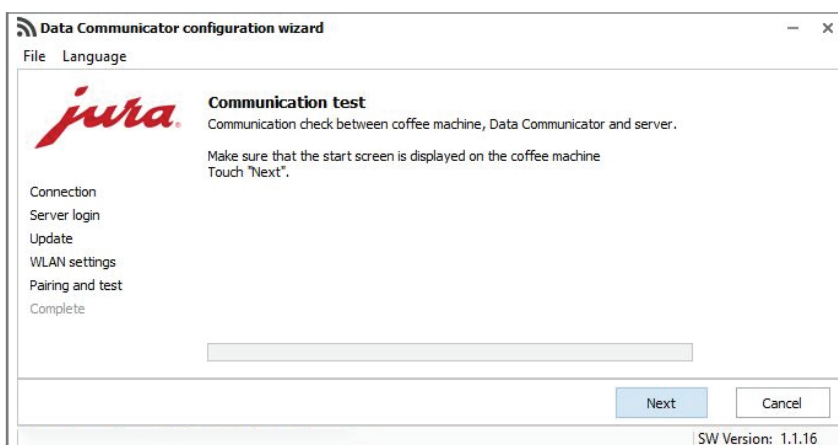 Data Communicator configuration wizard
File Language
jura
Communication test
Communication check between coffee machine, Data Communicator and server.
Make sure that the start screen is displayed on the coffee machine
Touch "Next".
Connection
Server login
Update
WLAN settings
Pairing and test
Complete
Next Cancel
SW Version: 1.1.16